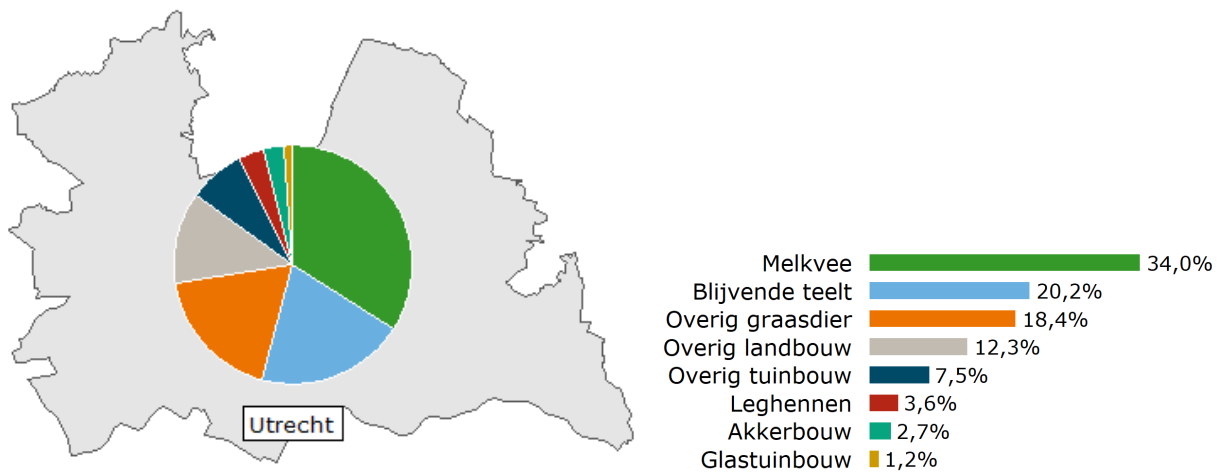 Utrecht
Melkvee 34,0%
Blijvende teelt 20,2%
Overig graasdier 18,4%
Overig landbouw 12,3%
Overig tuinbouw 7,5%
Leghennen 3,6%
Akkerbouw 2,7%
Glastuinbouw 1,2%